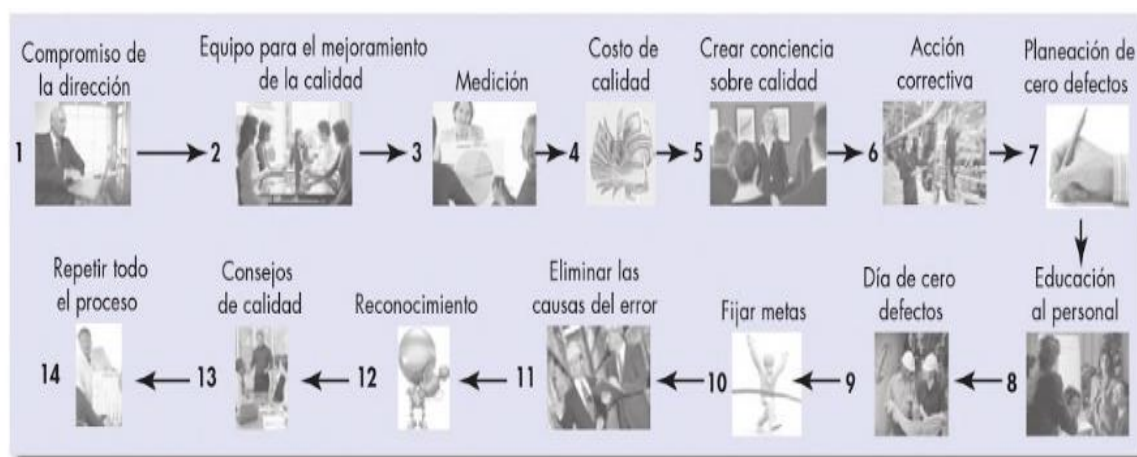 Compromiso de
la dirección
Equipo para el mejoramiento
de la calidad
Medición
Costo de
calidad
Crear conciencia
sobre calidad
Acción
correctiva
Planeación de
cero defectos
1
2
3
4
5
6
7
Repetir todo
el proceso
Consejos
de calidad
Reconocimiento
Eliminar las
causas del error
Fijar metas
Día de cero
defectos
Educación
al personal
14
13
12
11
10
9
8